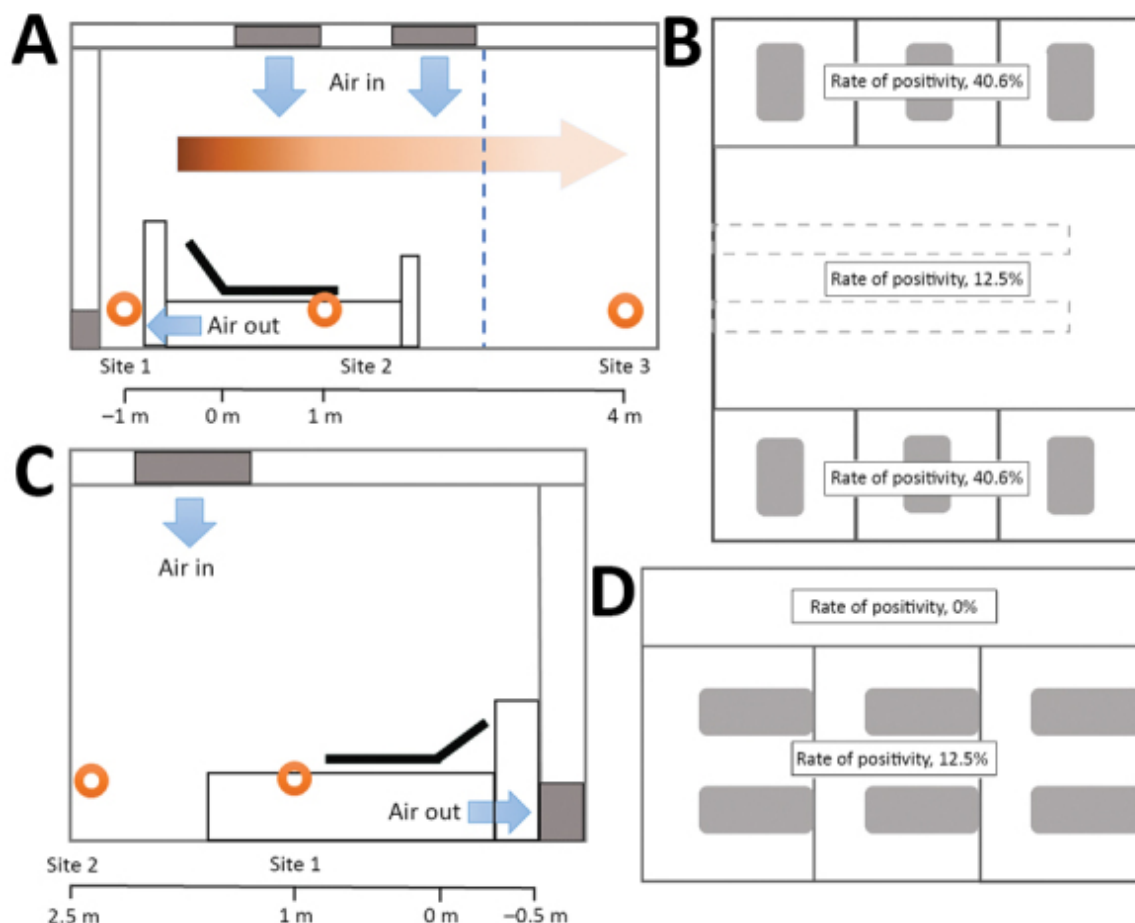 A
Air in
Air out
Site 1
Site 2
Site 3
–1 m
0 m
1 m
4 m
B
Rate of positivity, 40.6%
Rate of positivity, 12.5%
Rate of positivity, 40.6%
C
Air in
Air out
Site 2
Site 1
2.5 m
1 m
0 m
–0.5 m
D
Rate of positivity, 0%
Rate of positivity, 12.5%